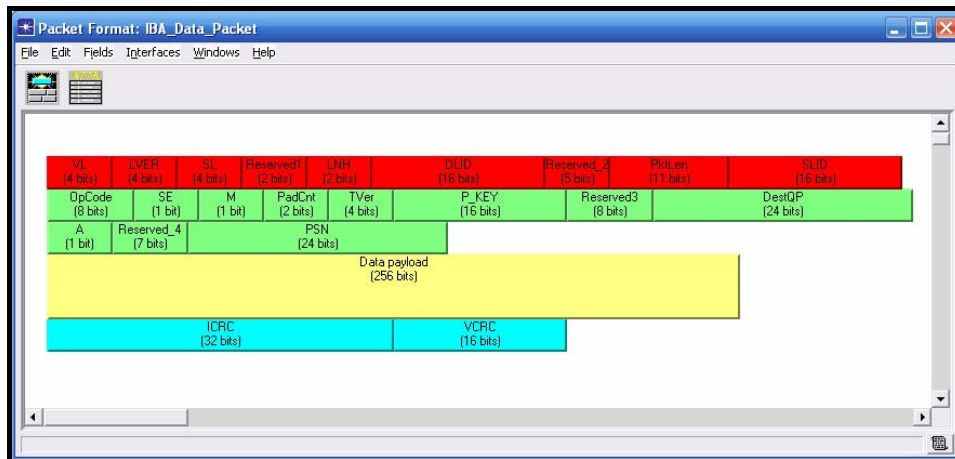 Packet Format: IBA_Data_Packet
File Edit Fields Interfaces Windows Help
VL LVER SL Reserved1 LNH DLID Reserved_2 PktLen SLID
(4 bits) (4 bits) (4 bits) (2 bits) (2 bits) (16 bits) (5 bits) (11 bits) (16 bits)
OpCode SE M PadCnt TVer P_KEY Reserved3 DestQP
(8 bits) (1 bit) (1 bit) (2 bits) (4 bits) (16 bits) (8 bits) (24 bits)
A Reserved_4 PSN
(1 bit) (7 bits) (24 bits)
Data payload
(256 bits)
ICRC VCRC
(32 bits) (16 bits)